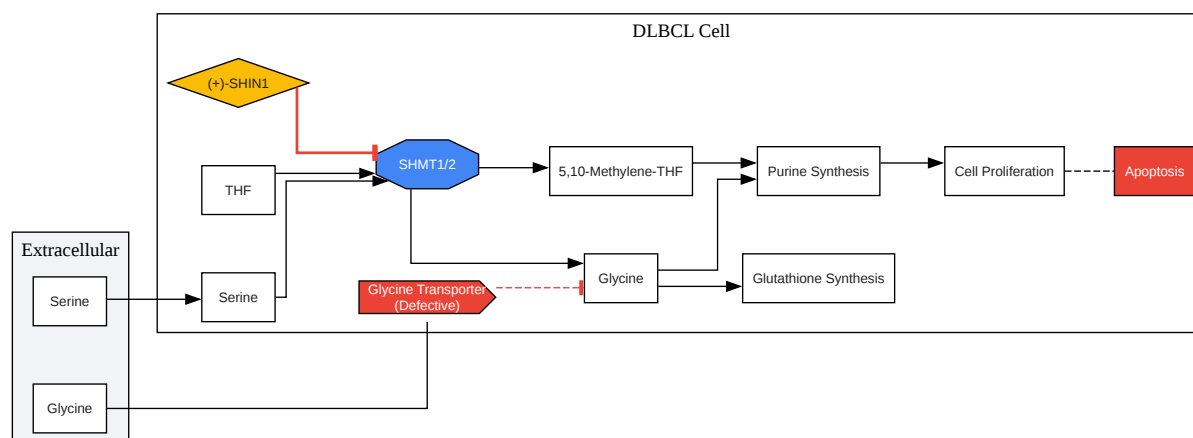 DLBCL Cell
(+)-SHIN1
SHMT1/2
THF
5,10-Methylene-THF
Purine Synthesis
Cell Proliferation
Apoptosis
Extracellular
Serine
Serine
Glycine Transporter
(Defective)
Glycine
Glutathione Synthesis
Glycine